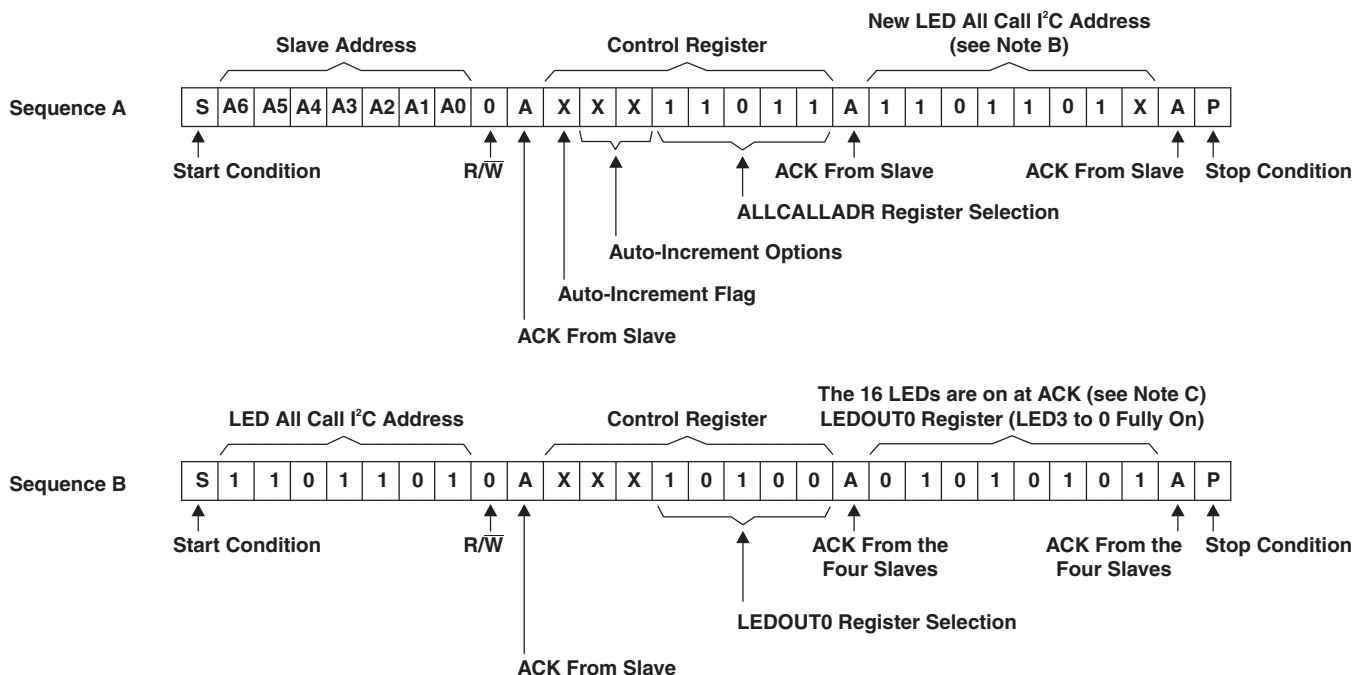 New LED All Call I²C Address
Slave Address Control Register (see Note B)
Sequence A S A6 A5 A4 A3 A2 A1 A0 0 A X X X 1 1 0 1 1 A 1 1 0 1 1 0 1 X A P
Start Condition R/W̅ ACK From Slave ACK From Slave Stop Condition
ALLCALLADR Register Selection
Auto-Increment Options
Auto-Increment Flag
ACK From Slave
The 16 LEDs are on at ACK (see Note C)
LED All Call I²C Address Control Register LEDOUT0 Register (LED3 to 0 Fully On)
Sequence B S 1 1 0 1 1 0 1 0 A X X X 1 0 1 0 0 A 0 1 0 1 0 1 0 1 A P
Start Condition R/W̅ ACK From the ACK From the Stop Condition
Four Slaves Four Slaves
LEDOUT0 Register Selection
ACK From Slave